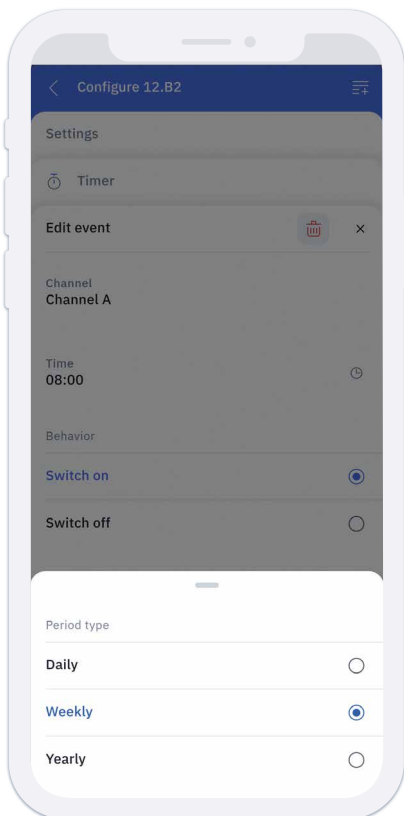 Configure 12.B2
Settings
Timer
Edit event
Channel
Channel A
Time
08:00
Behavior
Switch on
Switch off
Period type
Daily
Weekly
Yearly